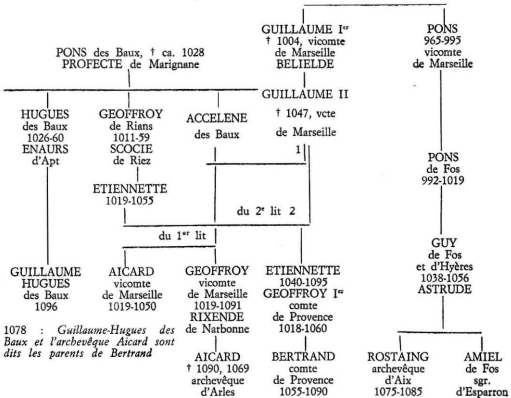 GUILLAUME Iᵉʳ
† 1004, vicomte
de Marseille
BELIELDE
PONS
965-995
vicomte
de Marseille
PONS des Baux, † ca. 1028
PROFECTE de Marignane
HUGUES
des Baux
1026-60
ENAURS
d'Apt
GEOFFROY
de Rians
1011-59
SCOCIE
de Riez
ACCELENE
des Baux
GUILLAUME II
† 1047, vcte
de Marseille
1
PONS
de Fos
992-1019
ETIENNETTE
1019-1055
du 2ᵉ lit 2
du 1ᵉʳ lit
GUY
de Fos
et d'Hyères
1038-1056
ASTRUDE
GUILLAUME
HUGUES
des Baux
1096
AICARD
vicomte
de Marseille
1019-1050
GEOFFROY
vicomte
de Marseille
1019-1091
RIXENDE
de Narbonne
ETIENNETTE
1040-1095
GEOFFROY Iᵉʳ
comte
de Provence
1018-1060
1078 : Guillaume-Hugues des
Baux et l'archevêque Aicard sont
dits les parents de Bertrand
AICARD
† 1090, 1069
archevêque
d'Arles
BERTRAND
comte
de Provence
1055-1090
ROSTAING
archevêque
d'Aix
1075-1085
AMIEL
de Fos
sgr.
d'Esparron